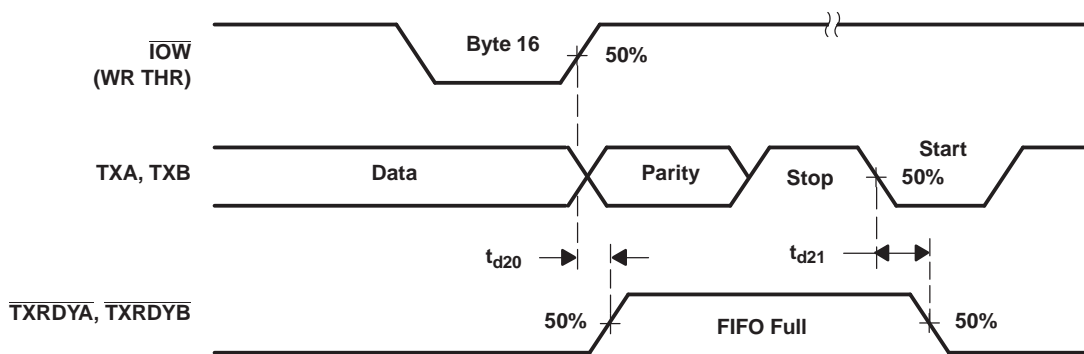 IOW
(WR THR)
Byte 16
50%
TXA, TXB
Data
Parity
Stop
Start
50%
td20
td21
TXRDYA, TXRDYB
50%
FIFO Full
50%